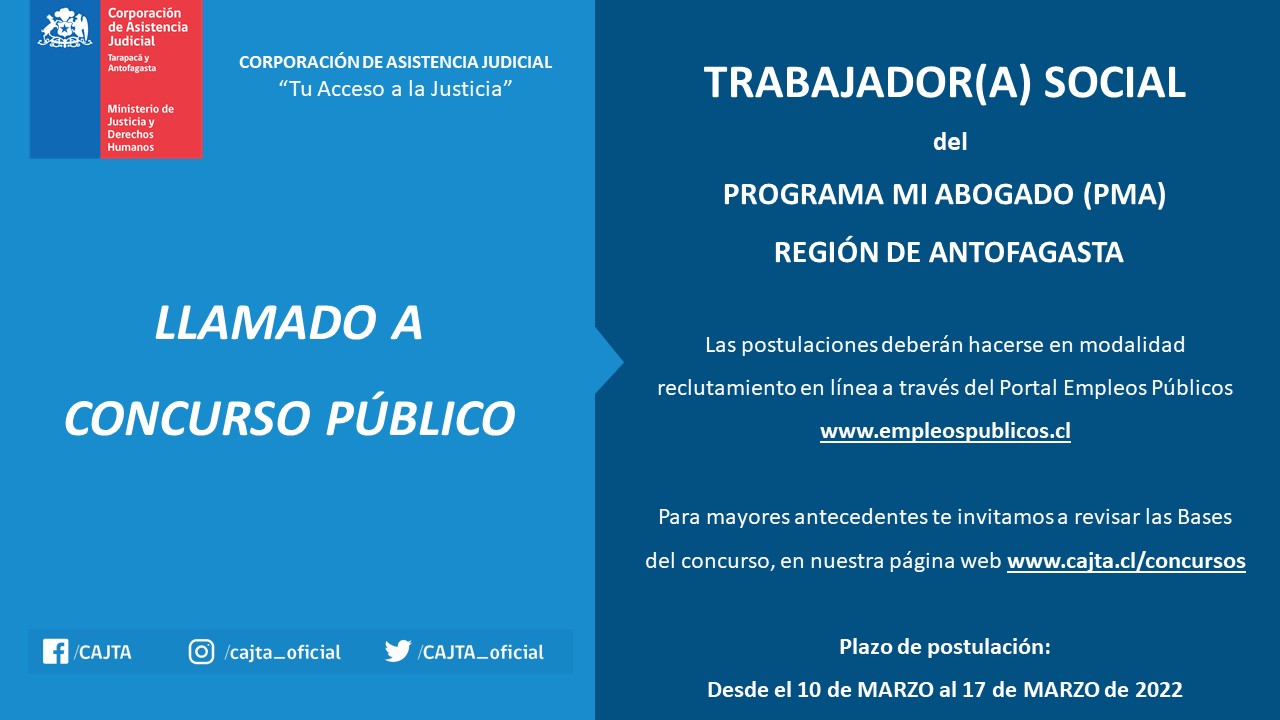 Corporación
de Asistencia
Judicial
Tarapacá y
Antofagasta
Ministerio de
Justicia y
Derechos
Humanos
CORPORACIÓN DE ASISTENCIA JUDICIAL
“Tu Acceso a la Justicia”
LLAMADO A
CONCURSO PÚBLICO
/CAJTA
/cajta_oficial
/CAJTA_oficial
TRABAJADOR(A) SOCIAL
del
PROGRAMA MI ABOGADO (PMA)
REGIÓN DE ANTOFAGASTA
Las postulaciones deberán hacerse en modalidad
reclutamiento en línea a través del Portal Empleos Públicos
www.empleospublicos.cl
Para mayores antecedentes te invitamos a revisar las Bases
del concurso, en nuestra página web www.cajta.cl/concursos
Plazo de postulación:
Desde el 10 de MARZO al 17 de MARZO de 2022